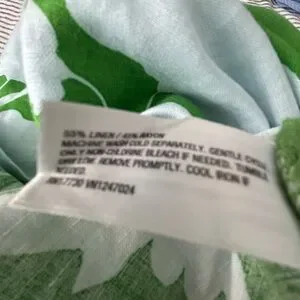 55% LINEN / 45% RAYON
MACHINE WASH COLD SEPARATELY. GENTLE CYCLE
ONLY NON-CHLORINE BLEACH IF NEEDED. TUMBLE
DRY LOW. REMOVE PROMPTLY. COOL IRON IF
NEEDED.
VN1247024